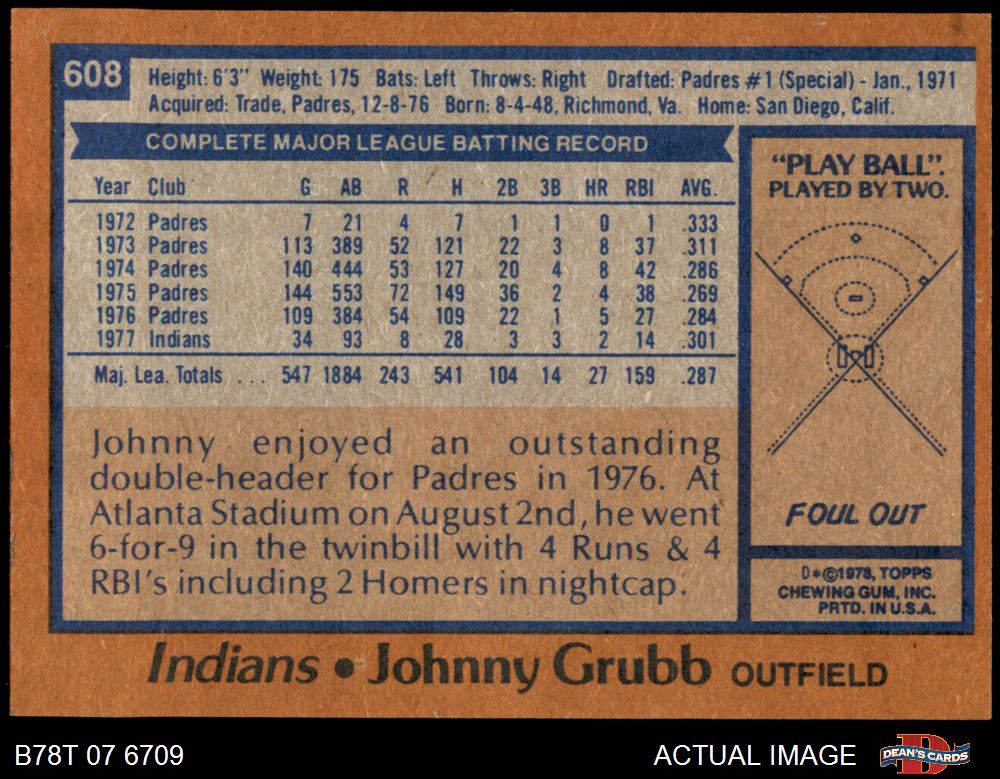 608
Height: 6'3" Weight: 175 Bats: Left Throws: Right Drafted: Padres #1 (Special) - Jan., 1971
Acquired: Trade, Padres, 12-8-76 Born: 8-4-48, Richmond, Va. Home: San Diego, Calif.
COMPLETE MAJOR LEAGUE BATTING RECORD
Year Club G AB R H 2B 3B HR RBI AVG.
1972 Padres 7 21 4 7 1 1 0 1 .333
1973 Padres 113 389 52 121 22 3 8 37 .311
1974 Padres 140 444 53 127 20 4 8 42 .286
1975 Padres 144 553 72 149 36 2 4 38 .269
1976 Padres 109 384 54 109 22 1 5 27 .284
1977 Indians 34 93 8 28 3 3 2 14 .301
Maj. Lea. Totals ... 547 1884 243 541 104 14 27 159 .287
Johnny enjoyed an outstanding
double-header for Padres in 1976. At
Atlanta Stadium on August 2nd, he went
6-for-9 in the twinbill with 4 Runs & 4
RBI's including 2 Homers in nightcap.
"PLAY BALL".
PLAYED BY TWO.
FOUL OUT
D*©1978, TOPPS
CHEWING GUM, INC.
PRTD. IN U.S.A.
Indians • Johnny Grubb OUTFIELD
B78T 07 6709
ACTUAL IMAGE
DEAN'S CARDS